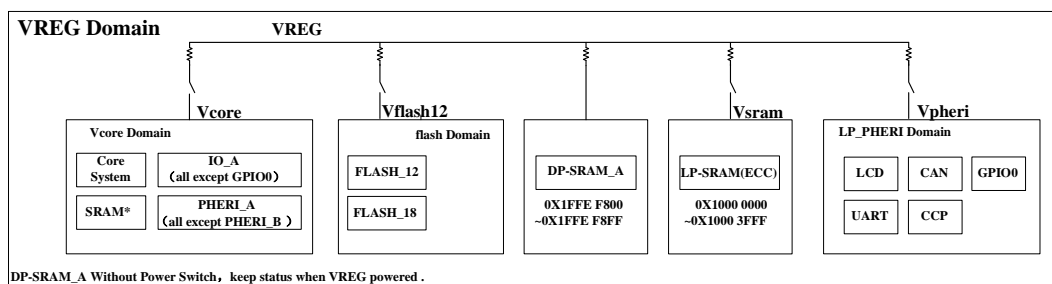 VREG Domain
VREG
Vcore
Vflash12
Vsram
Vpheri
Vcore Domain
Core
System
IO_A
（all except GPIO0）
SRAM*
PHERI_A
(all except PHERI_B )
flash Domain
FLASH_12
FLASH_18
DP-SRAM_A
0X1FFE F800
~0X1FFE F8FF
LP-SRAM(ECC)
0X1000 0000
~0X1000 3FFF
LP_PHERI Domain
LCD
CAN
GPIO0
UART
CCP
DP-SRAM_A Without Power Switch，keep status when VREG powered .